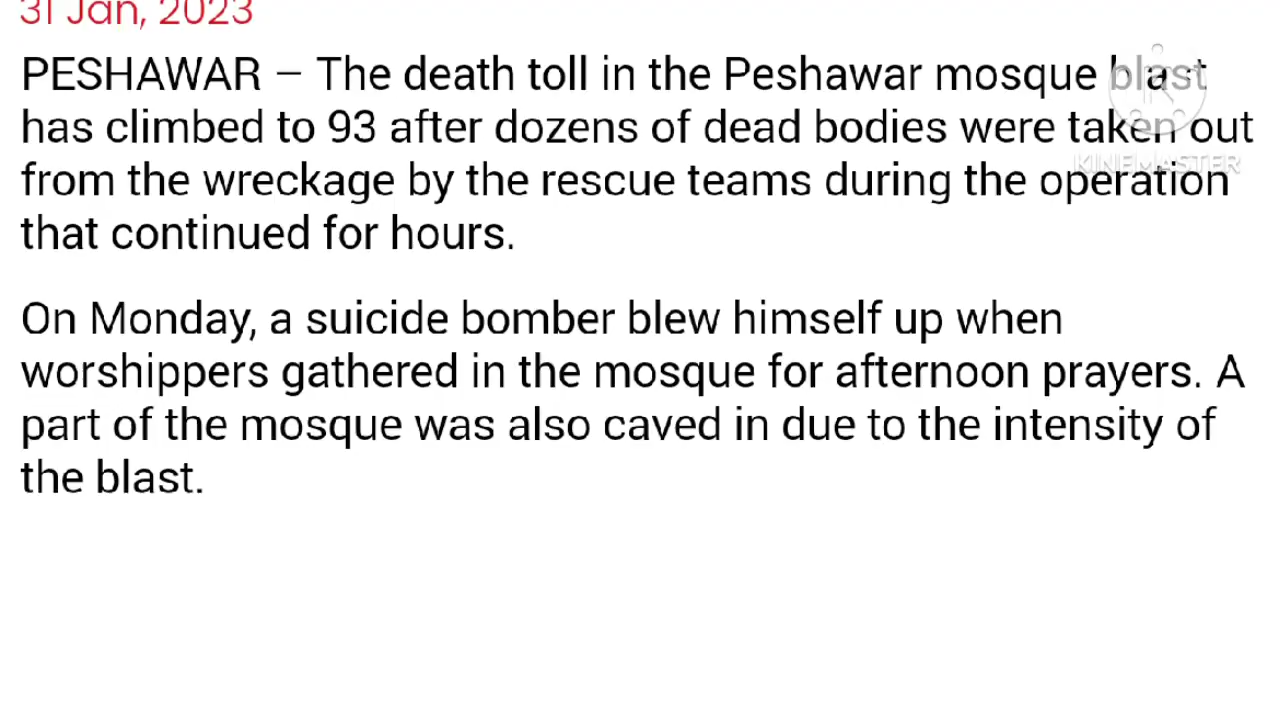 31 Jan, 2023
PESHAWAR – The death toll in the Peshawar mosque blast
has climbed to 93 after dozens of dead bodies were taken out
from the wreckage by the rescue teams during the operation
that continued for hours.
On Monday, a suicide bomber blew himself up when
worshippers gathered in the mosque for afternoon prayers. A
part of the mosque was also caved in due to the intensity of
the blast.
KINEMASTER